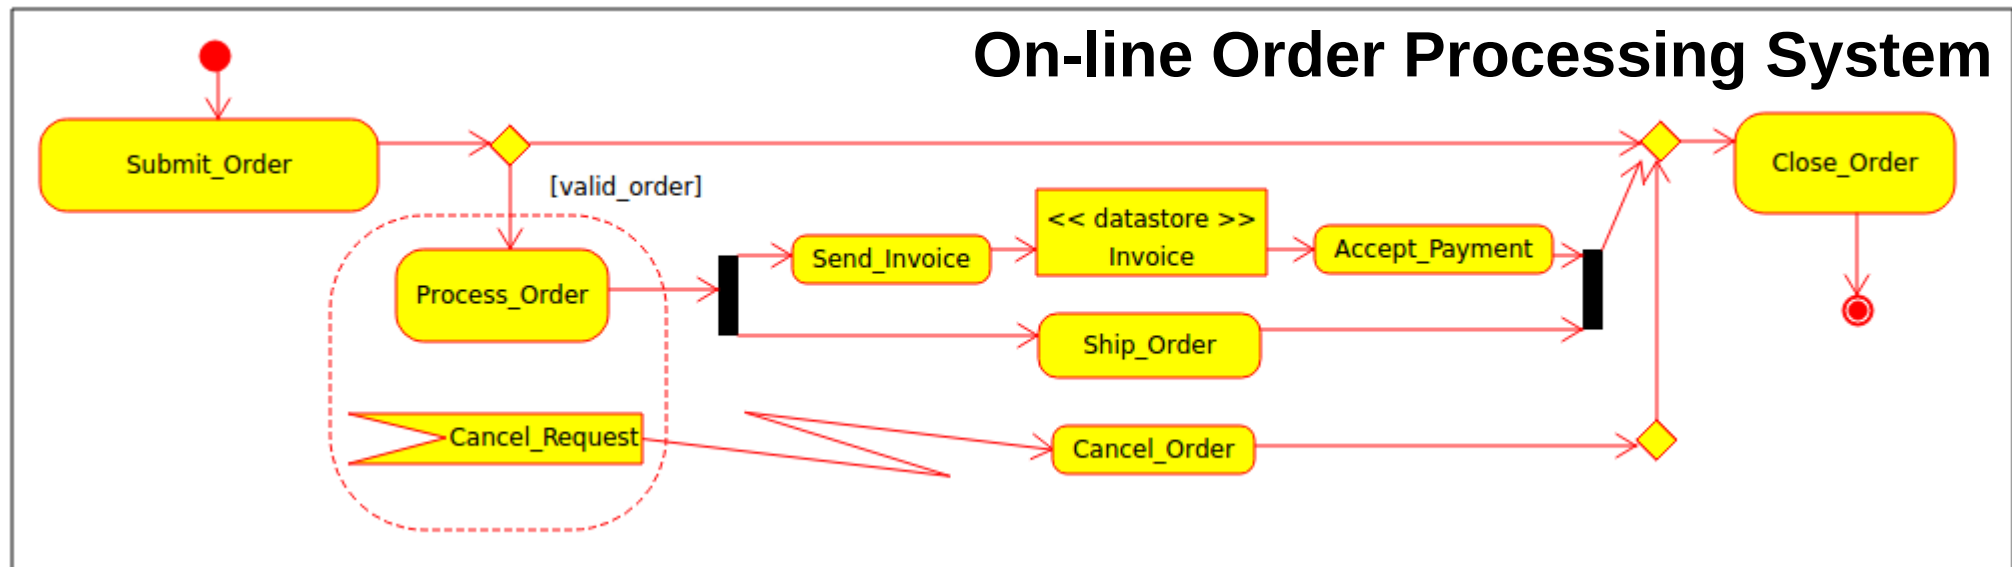 On-line Order Processing System
Submit_Order
[valid_order]
Process_Order
Cancel_Request
Send_Invoice
<< datastore >>
Invoice
Accept_Payment
Ship_Order
Cancel_Order
Close_Order